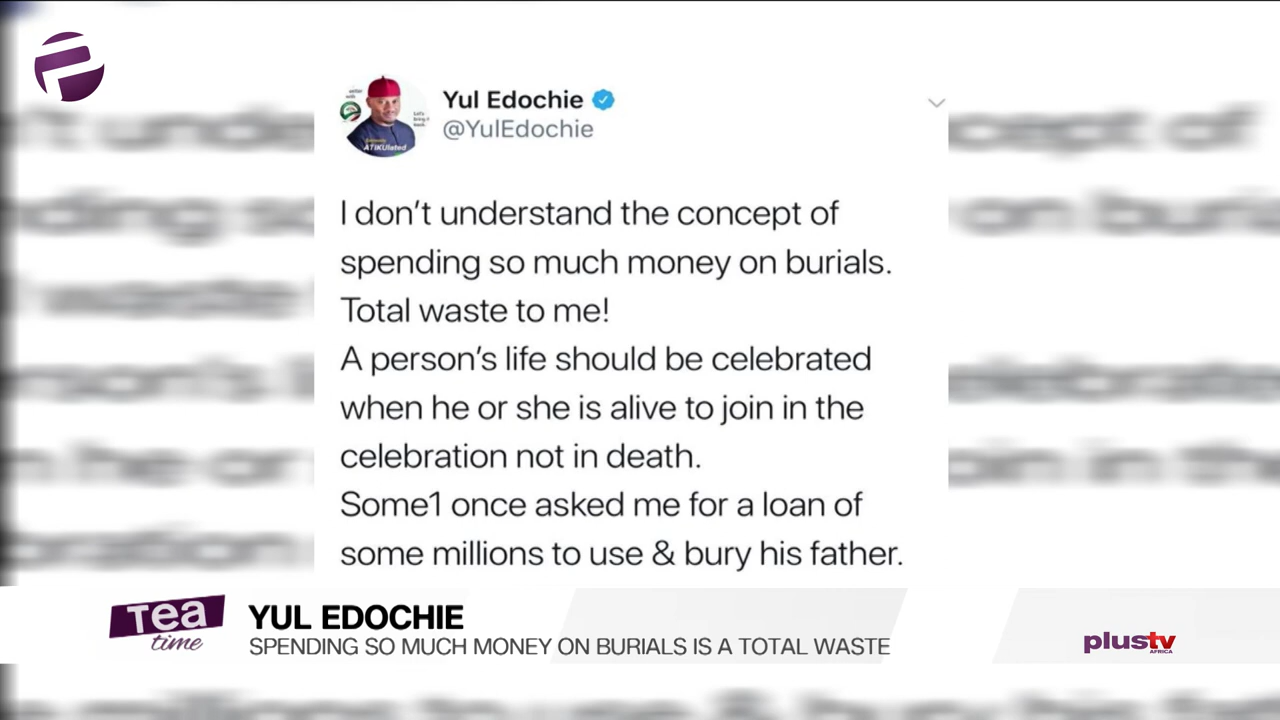 Yul Edochie
@YulEdochie
I don't understand the concept of
spending so much money on burials.
Total waste to me!
A person's life should be celebrated
when he or she is alive to join in the
celebration not in death.
Some1 once asked me for a loan of
some millions to use & bury his father.
Tea
time
YUL EDOCHIE
SPENDING SO MUCH MONEY ON BURIALS IS A TOTAL WASTE
plustv
AFRICA
ATIKUlated